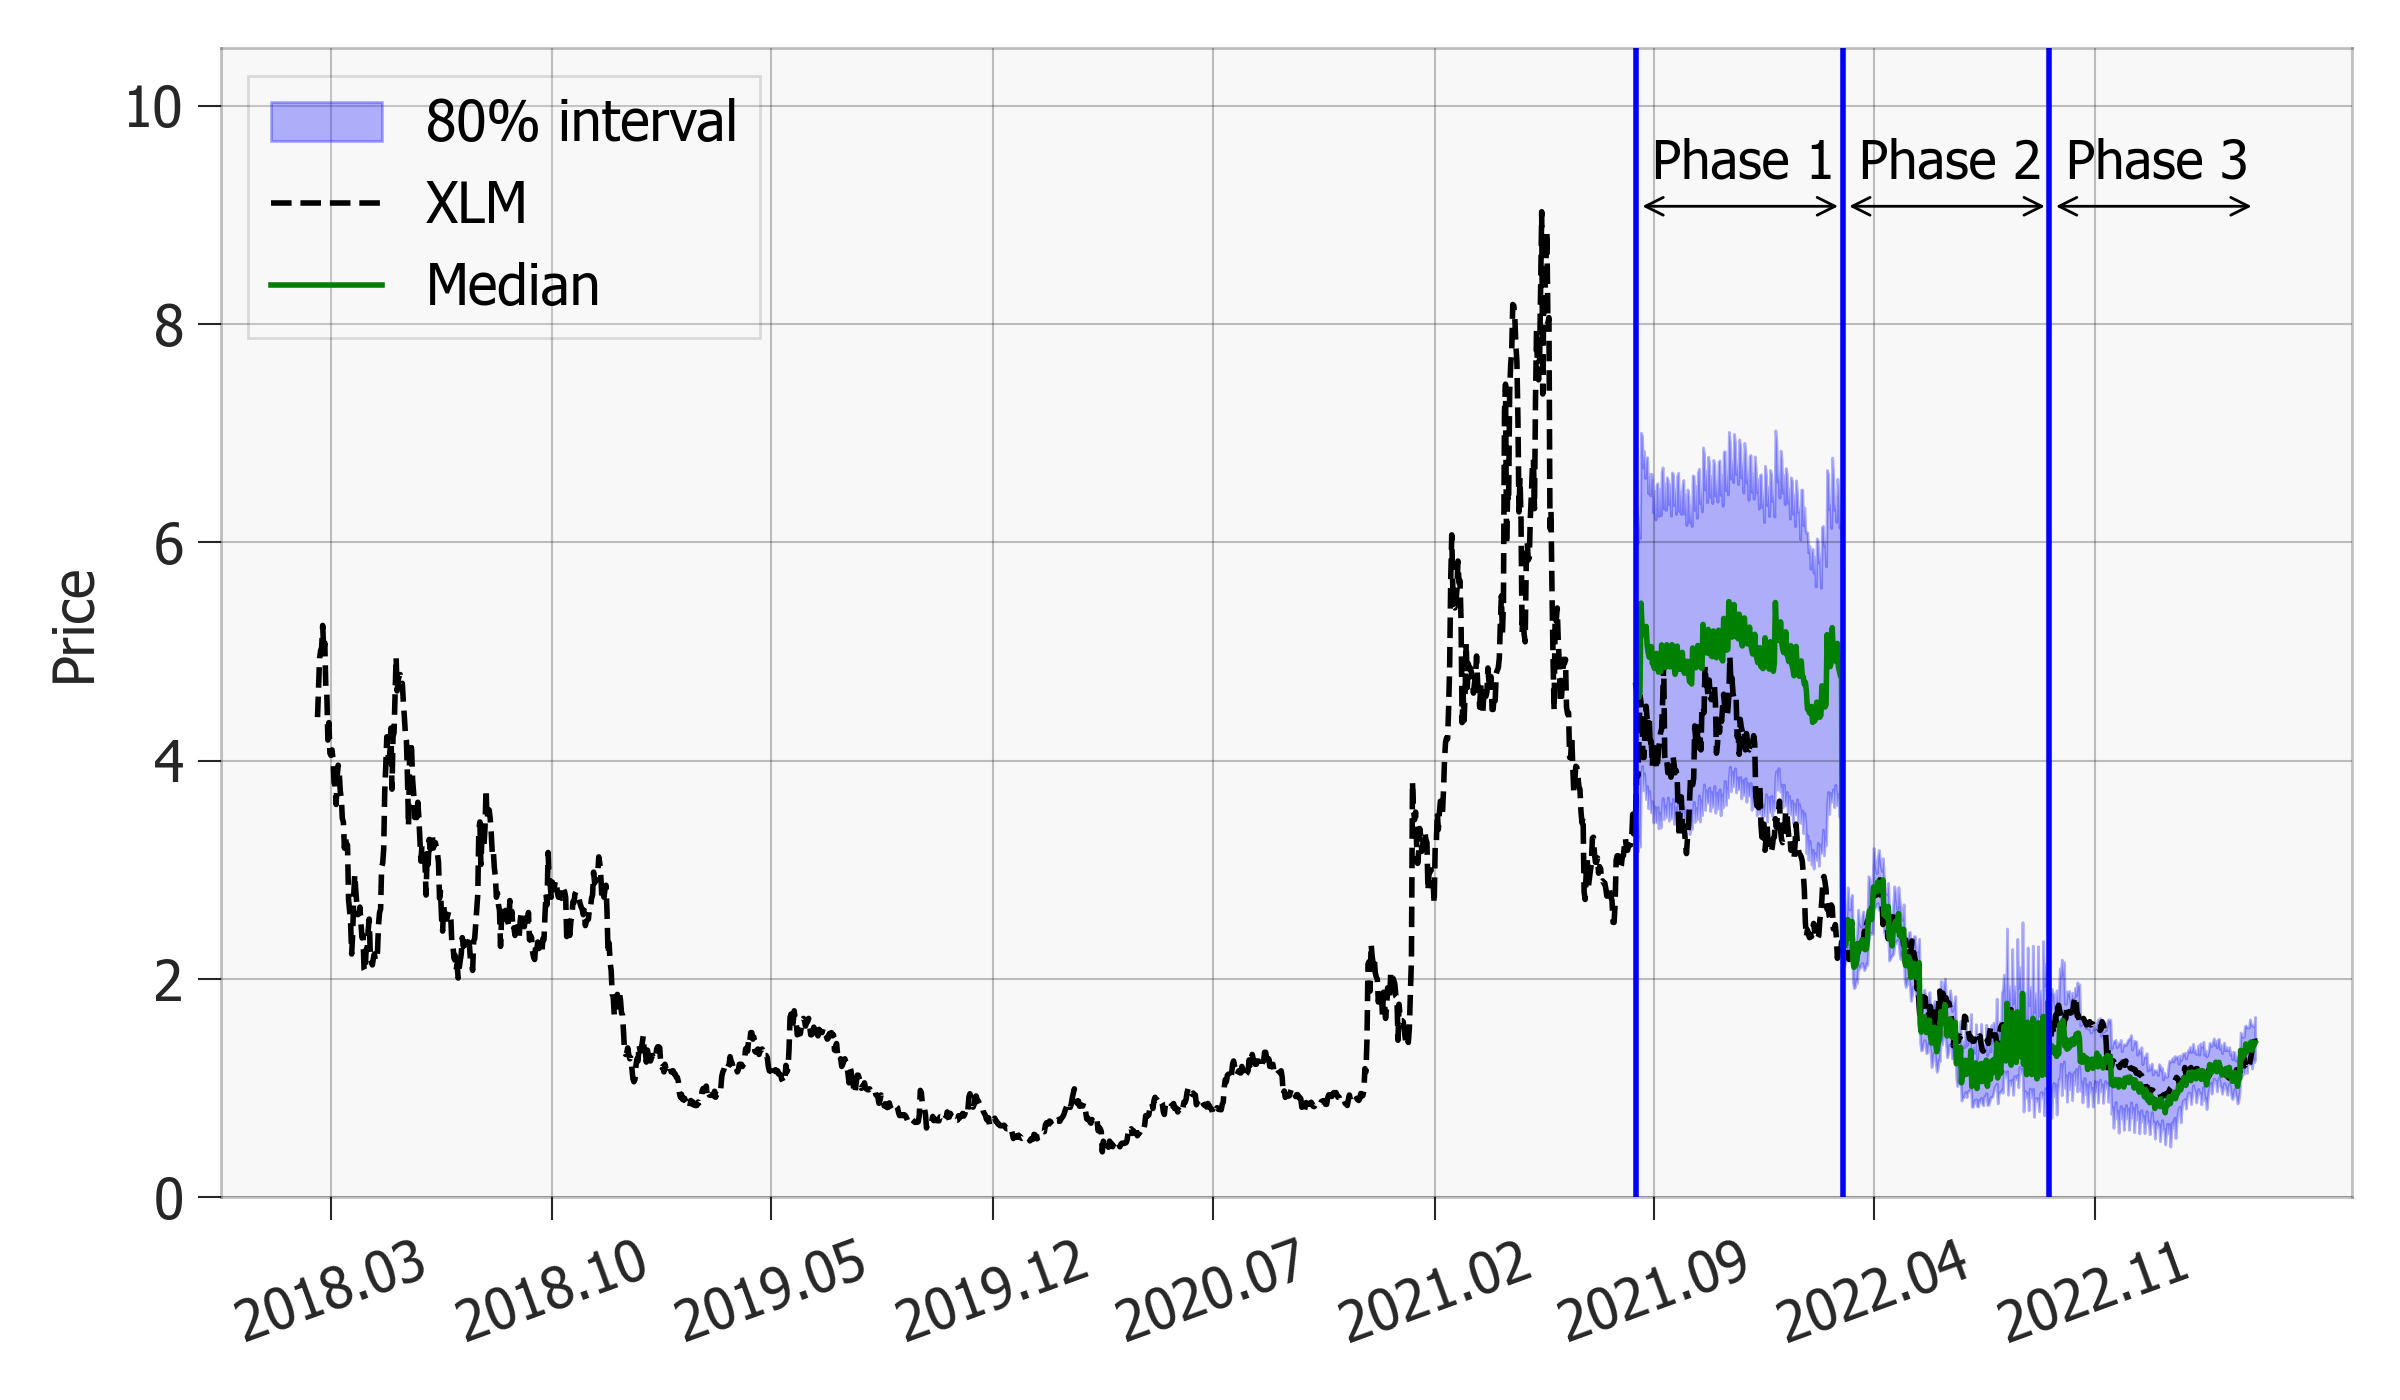 80% interval
XLM
Median
Phase 1
Phase 2
Phase 3
Price
10
8
6
4
2
0
2018.03
2018.10
2019.05
2019.12
2020.07
2021.02
2021.09
2022.04
2022.11